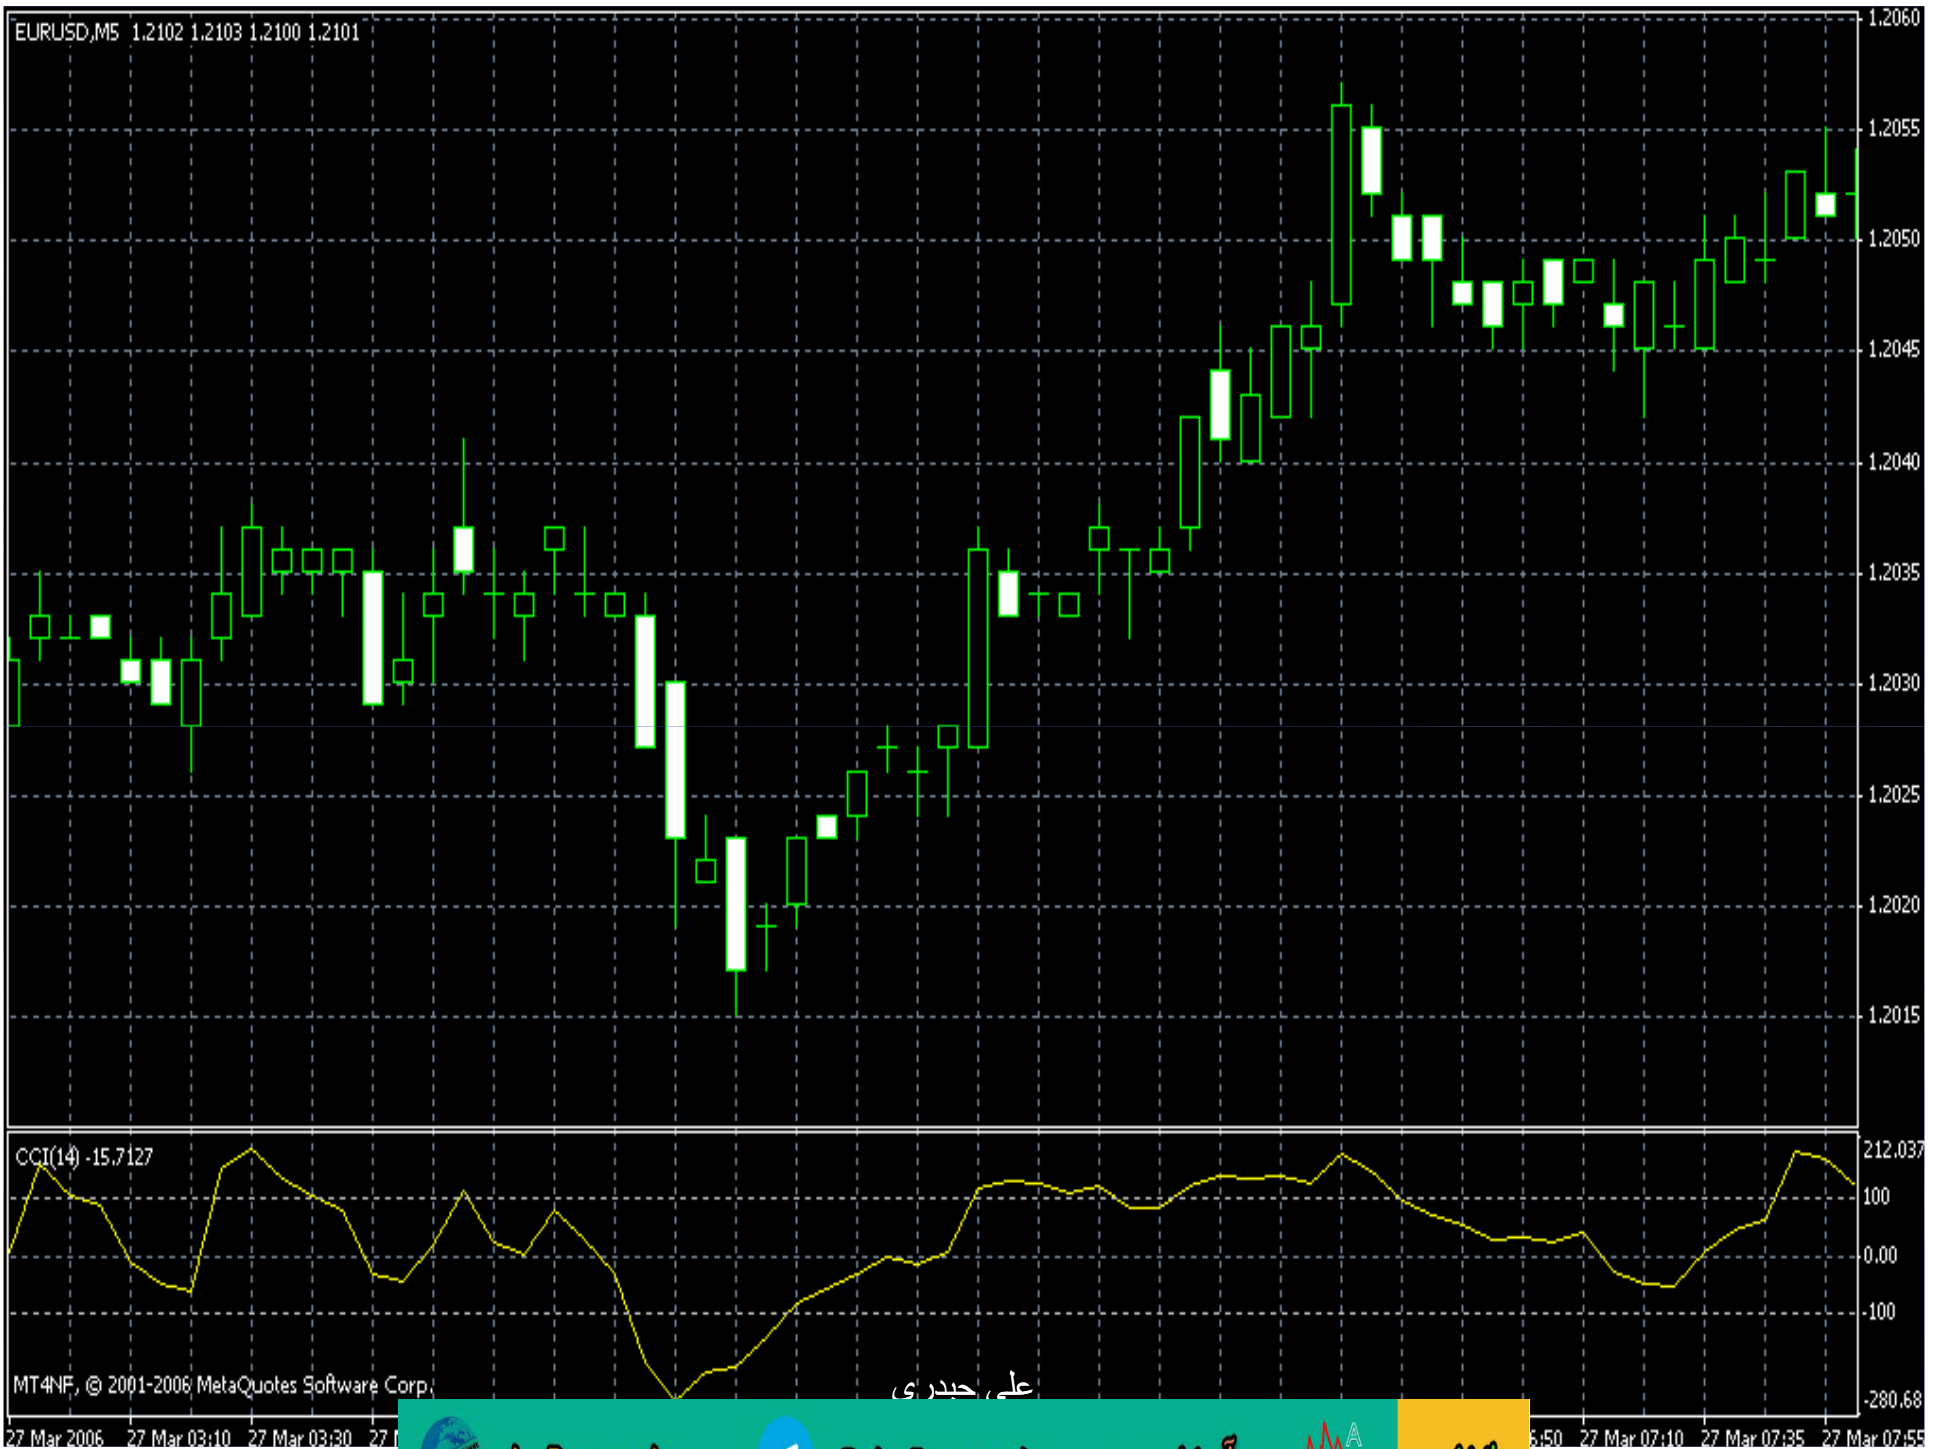 EURUSD,M5 1.2102 1.2103 1.2100 1.2101
1.2060
1.2055
1.2050
1.2045
1.2040
1.2035
1.2030
1.2025
1.2020
1.2015
CCI(14) -15.7127
212.037
100
0.00
-100
-280.68
MT4NF, © 2001-2006 MetaQuotes Software Corp.
علی حیدری
A
27 Mar 2006 27 Mar 03:10 27 Mar 03:30 27 27 Mar 07:10 27 Mar 07:35 27 Mar 07:55